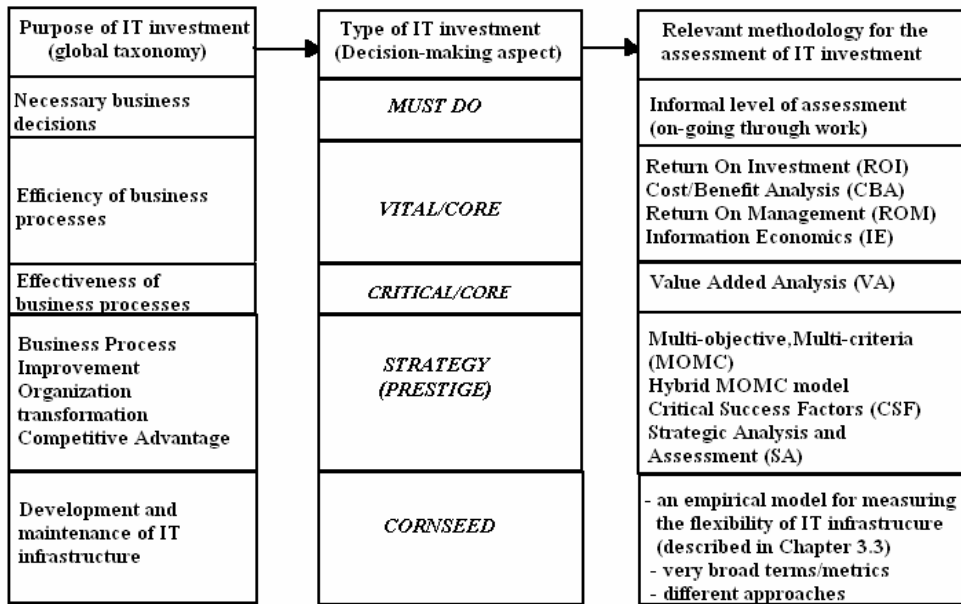 Purpose of IT investment
(global taxonomy)
Type of IT investment
(Decision-making aspect)
Relevant methodology for the
assessment of IT investment
Necessary business
decisions
MUST DO
Informal level of assessment
(on-going through work)
Efficiency of business
processes
VITAL/CORE
Return On Investment (ROI)
Cost/Benefit Analysis (CBA)
Return On Management (ROM)
Information Economics (IE)
Effectiveness of
business processes
CRITICAL/CORE
Value Added Analysis (VA)
Business Process
Improvement
Organization
transformation
Competitive Advantage
STRATEGY
(PRESTIGE)
Multi-objective,Multi-criteria
(MOMC)
Hybrid MOMC model
Critical Success Factors (CSF)
Strategic Analysis and
Assessment (SA)
Development and
maintenance of IT
infrastructure
CORNSEED
- an empirical model for measuring
the flexibility of IT infrastrucure
(described in Chapter 3.3)
- very broad terms/metrics
- different approaches